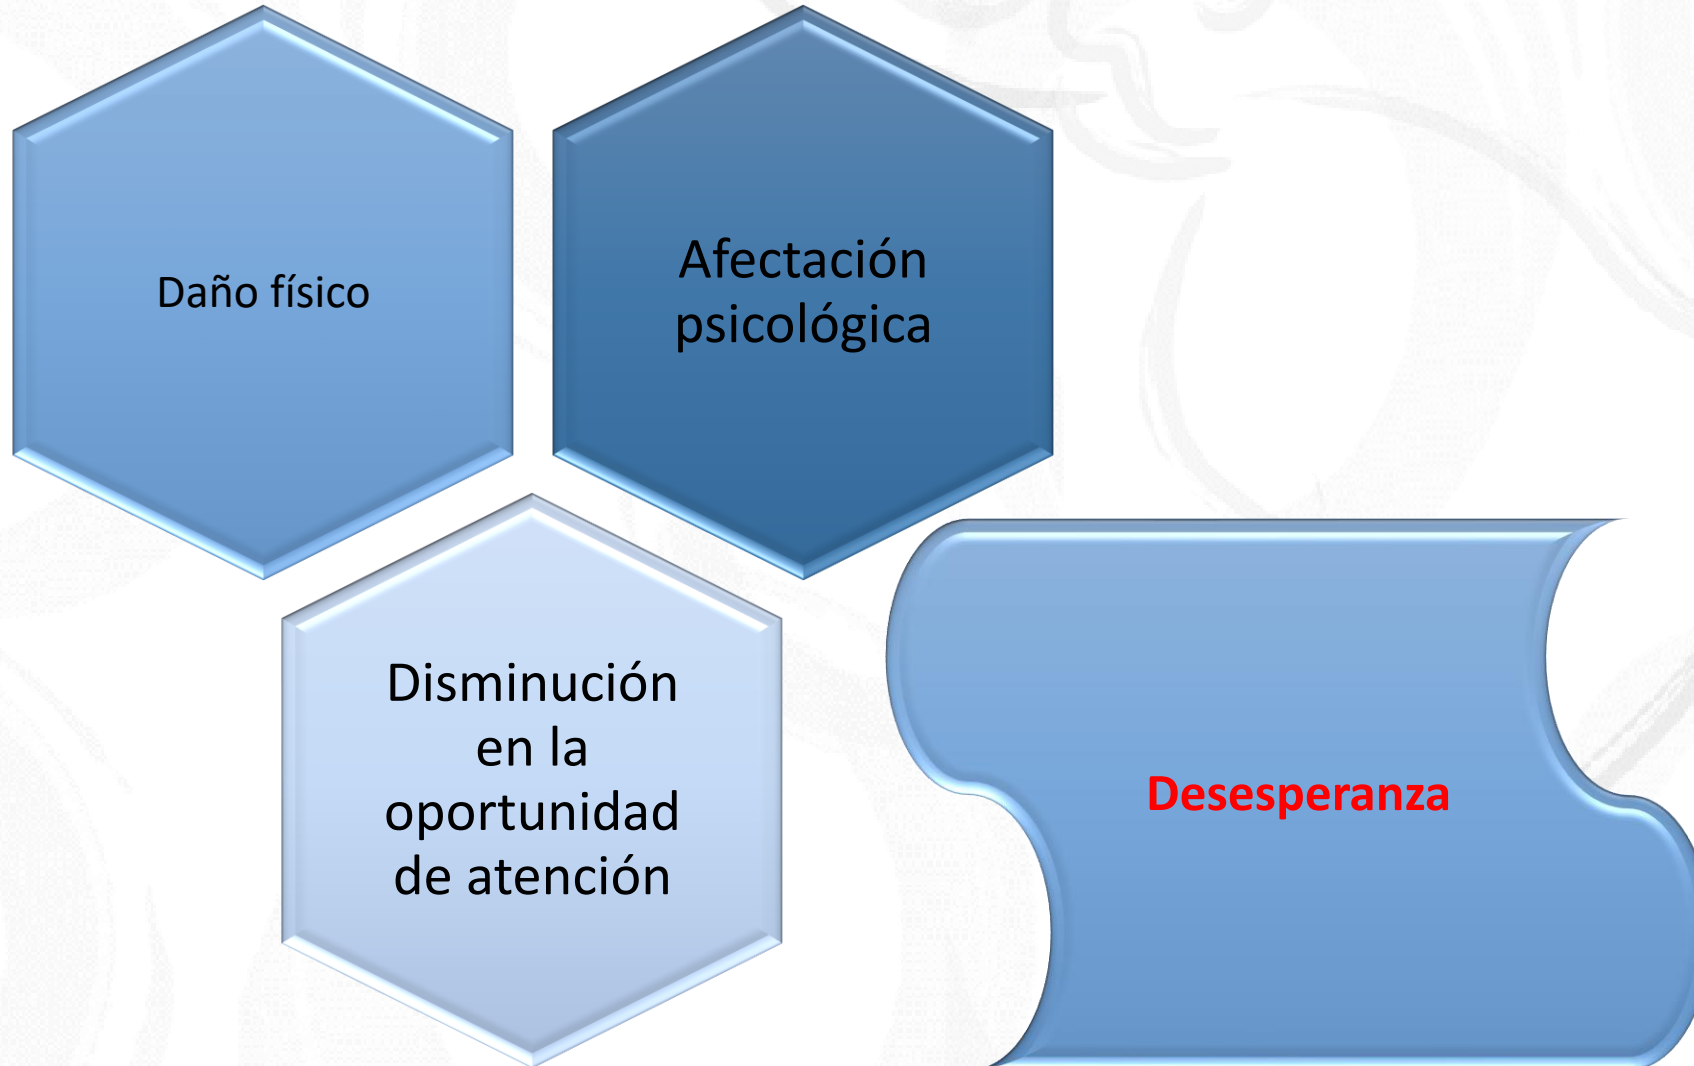 Daño físico
Afectación
psicológica
Disminución
en la
oportunidad
de atención
Desesperanza